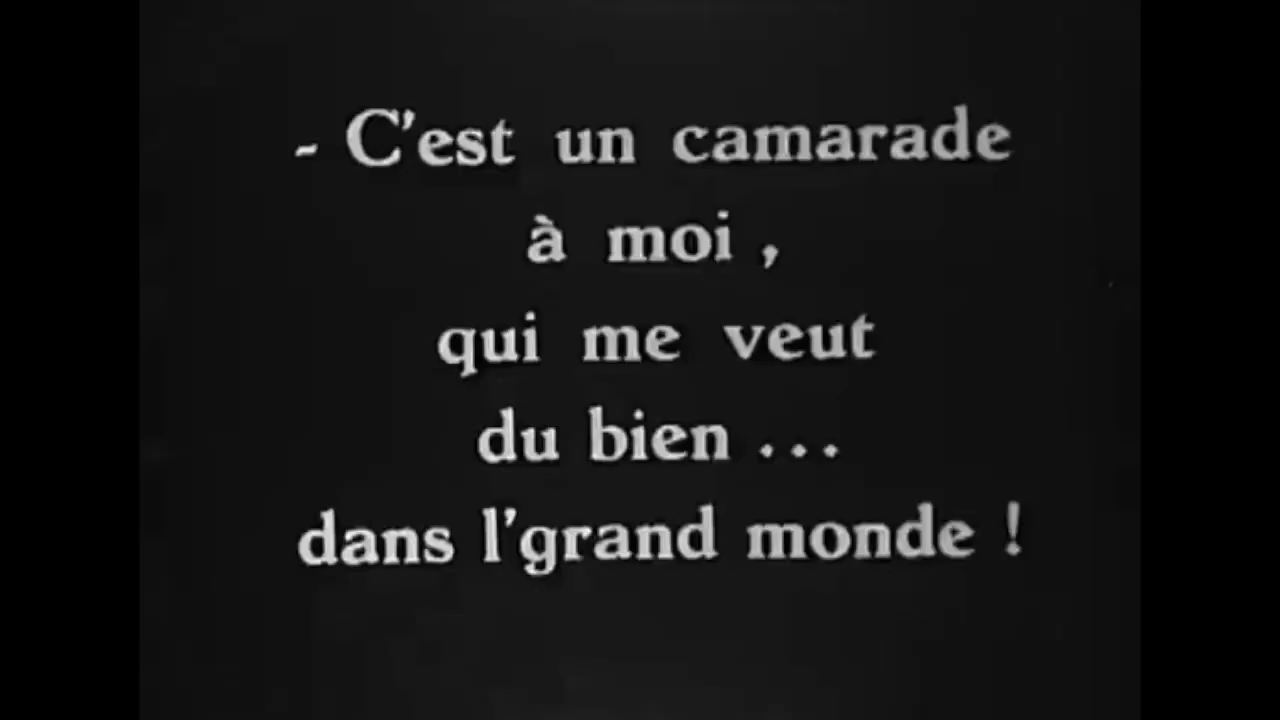 - C'est un camarade
à moi ,
qui me veut
du bien ...
dans l'grand monde !